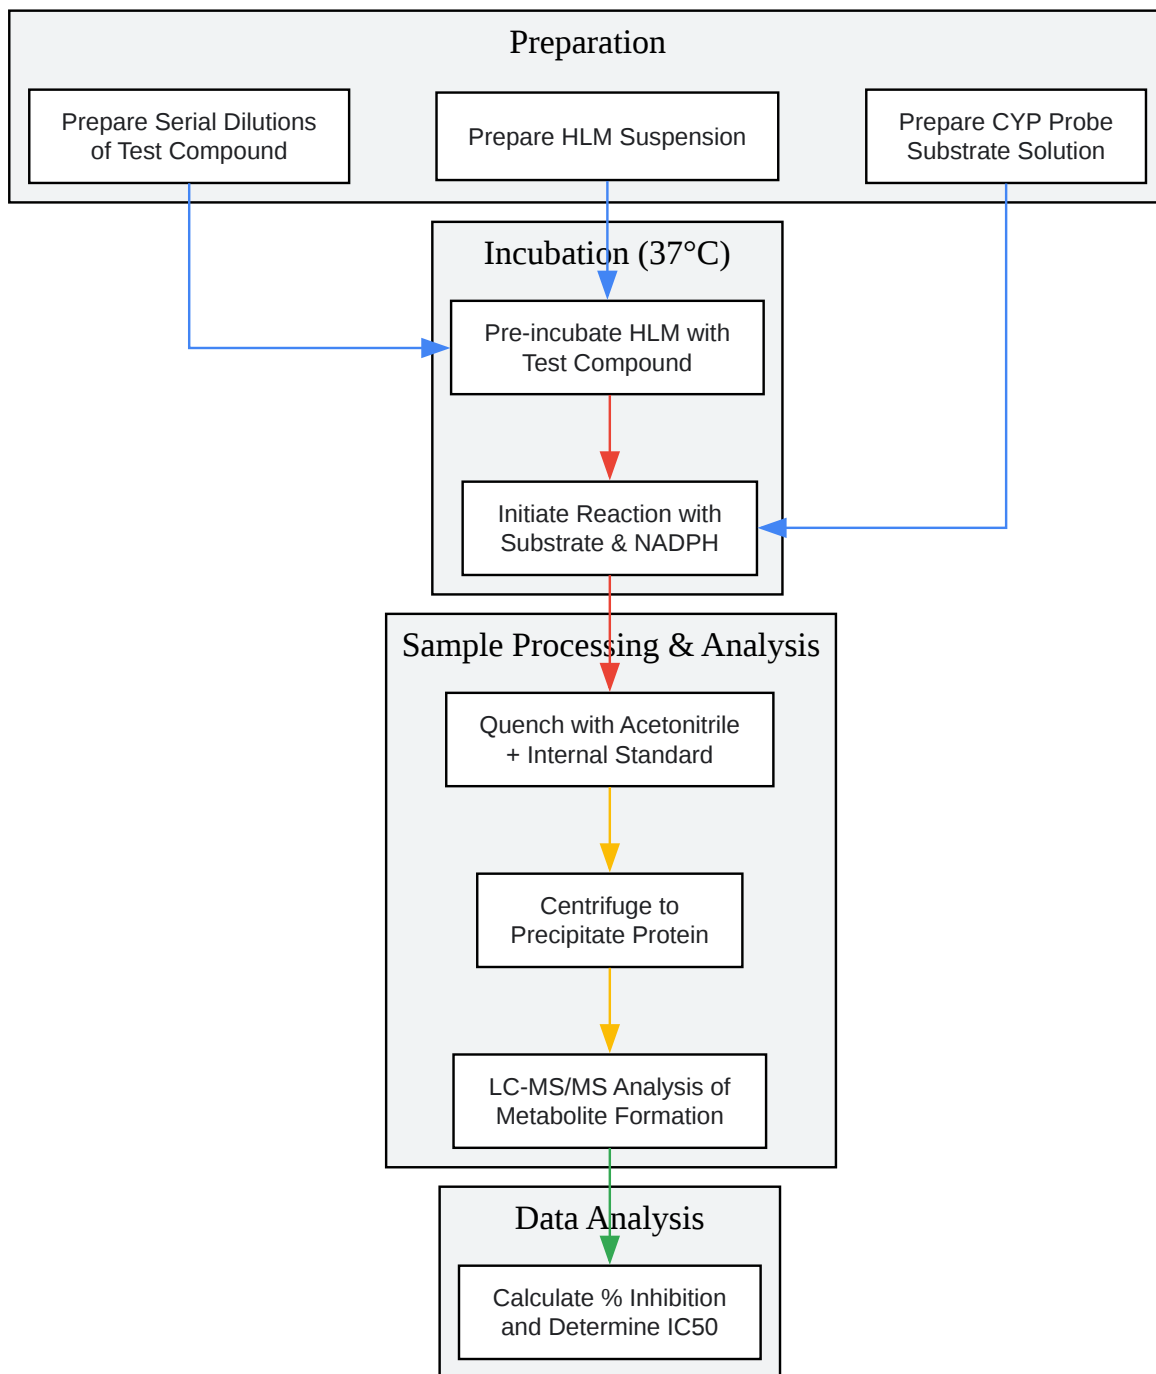 Preparation
Prepare Serial Dilutions
of Test Compound
Prepare HLM Suspension
Prepare CYP Probe
Substrate Solution
Incubation (37°C)
Pre-incubate HLM with
Test Compound
Initiate Reaction with
Substrate & NADPH
Sample Processing & Analysis
Quench with Acetonitrile
+ Internal Standard
Centrifuge to
Precipitate Protein
LC-MS/MS Analysis of
Metabolite Formation
Data Analysis
Calculate % Inhibition
and Determine IC50